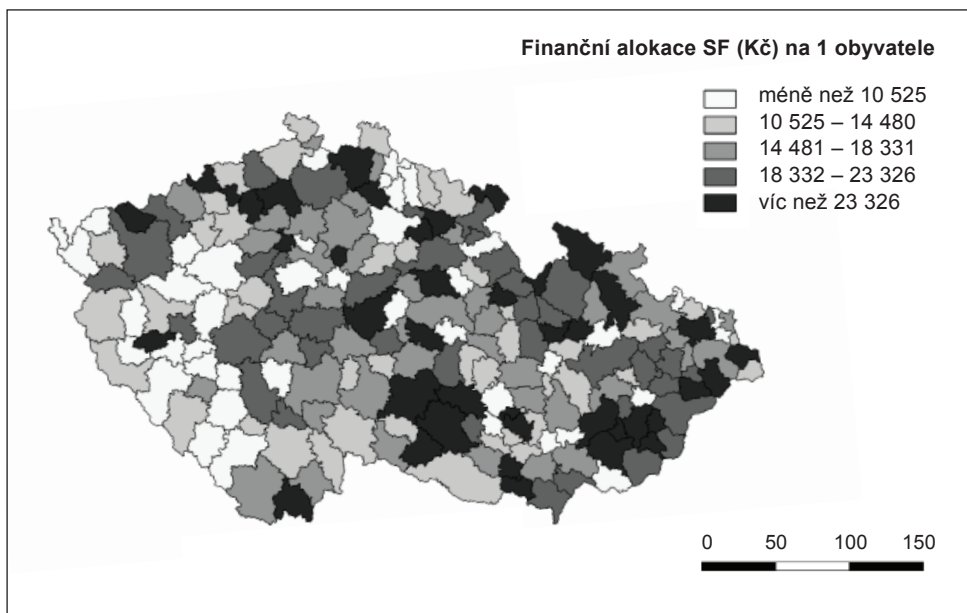 Finanční alokace SF (Kč) na 1 obyvatele
méně než 10 525
10 525 – 14 480
14 481 – 18 331
18 332 – 23 326
víc než 23 326
0 50 100 150